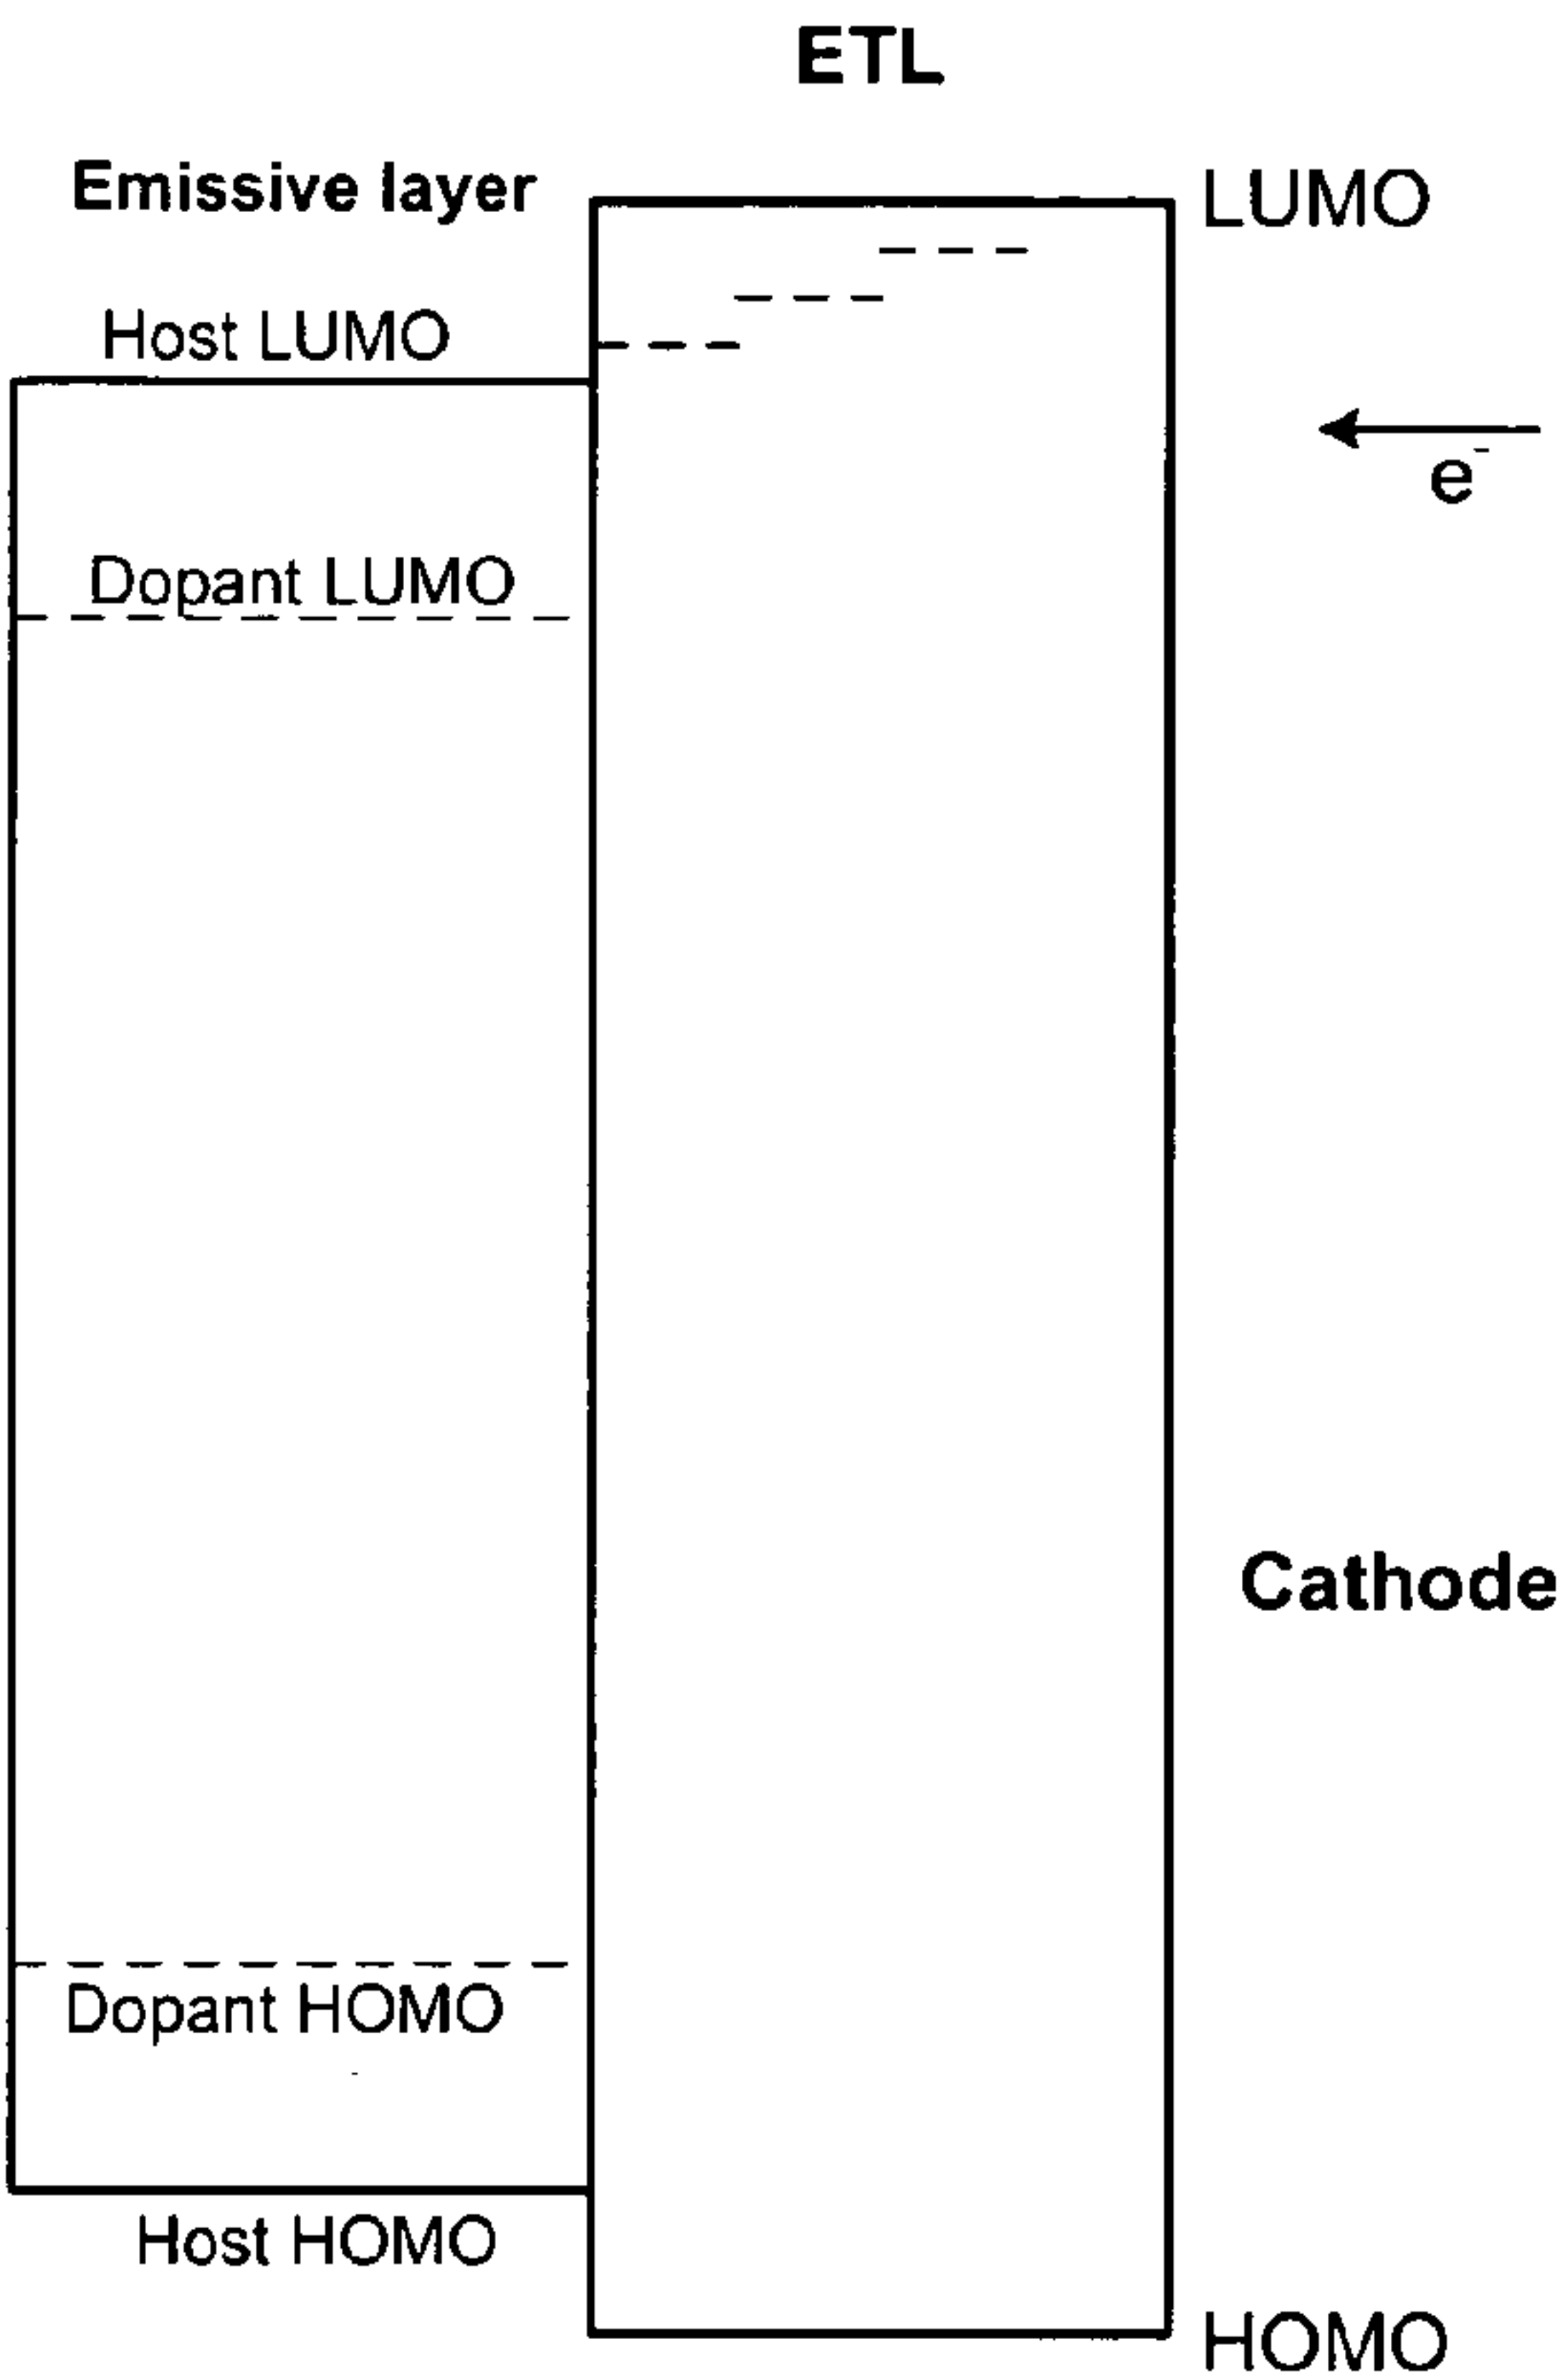 ETL
Emissive layer
LUMO
Host LUMO
e-
Dopant LUMO
Cathode
Dopant HOMO
Host HOMO
HOMO